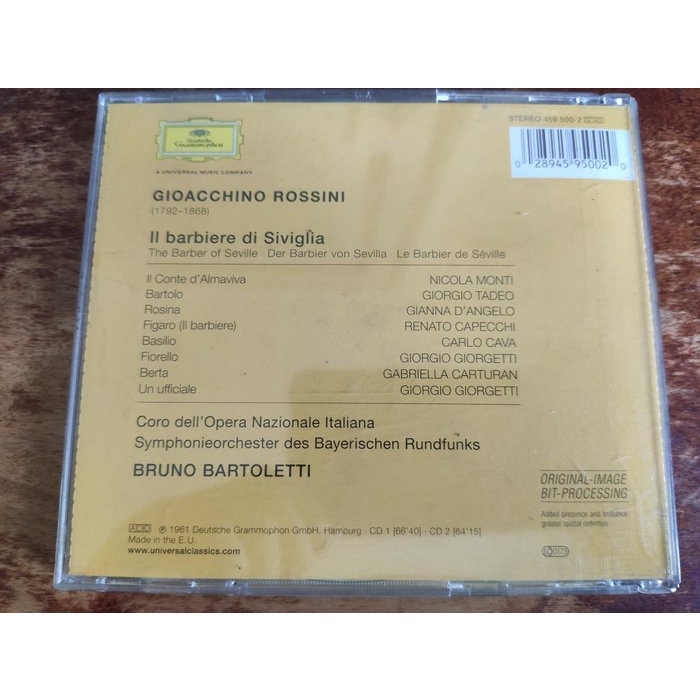 STEREO 459 500-2
Deutsche
Grammophon
0 28945 95002 0
A UNIVERSAL MUSIC COMPANY
GIOACCHINO ROSSINI
(1792–1868)
Il barbiere di Siviglia
The Barber of Seville · Der Barbier von Sevilla · Le Barbier de Séville
Il Conte d'Almaviva NICOLA MONTI
Bartolo GIORGIO TADEO
Rosina GIANNA D'ANGELO
Figaro (Il barbiere) RENATO CAPECCHI
Basilio CARLO CAVA
Fiorello GIORGIO GIORGETTI
Berta GABRIELLA CARTURAN
Un ufficiale GIORGIO GIORGETTI
Coro dell'Opera Nazionale Italiana
Symphonieorchester des Bayerischen Rundfunks
BRUNO BARTOLETTI
ORIGINAL-IMAGE
BIT-PROCESSING
Added presence and brilliance,
greater spatial definition
ADD ℗ 1961 Deutsche Grammophon GmbH, Hamburg · CD 1 [66'40] · CD 2 [64'15]
Made in the E.U.
www.universalclassics.com